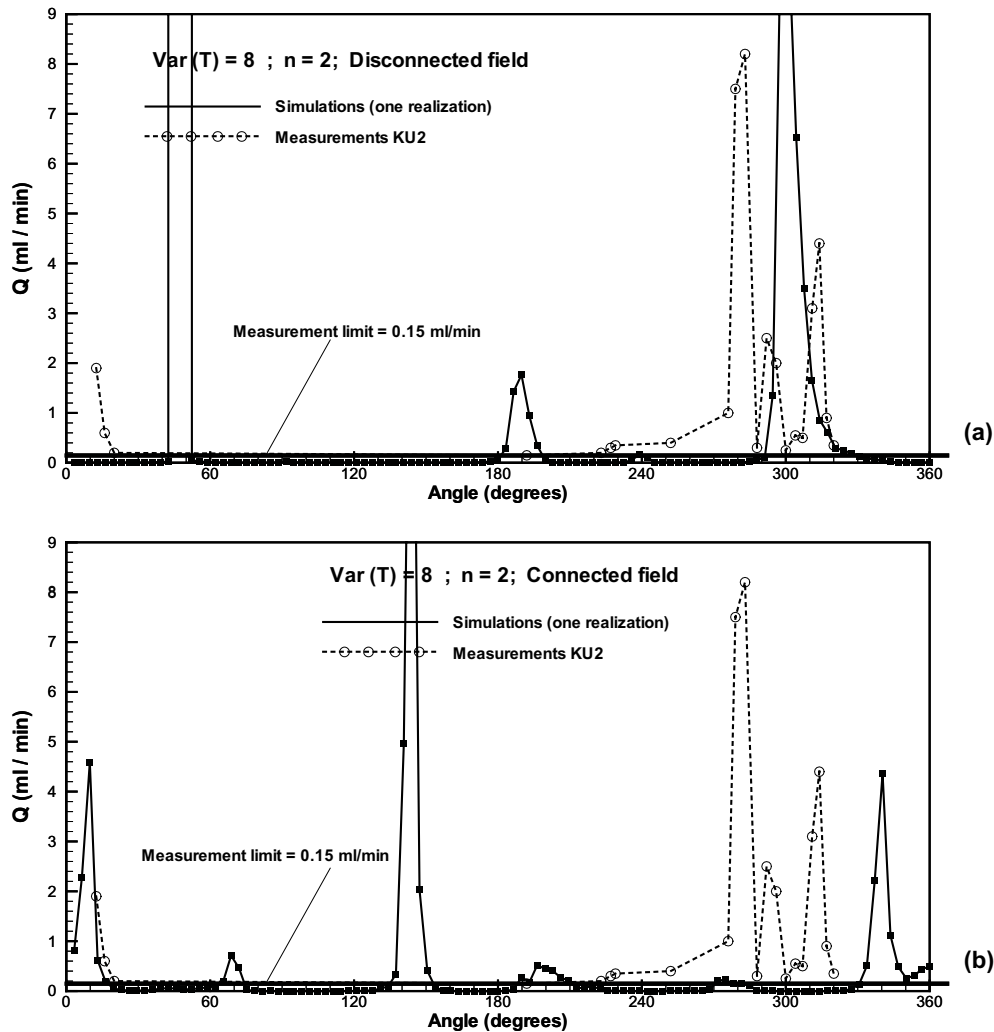 9
Var (T) = 8 ; n = 2; Disconnected field
8
Simulations (one realization)
7
Measurements KU2
6
5
Q (ml / min)
4
3
Measurement limit = 0.15 ml/min
2
1
(a)
0
0 60 120 180 240 300 360
Angle (degrees)
9
Var (T) = 8 ; n = 2; Connected field
8
Simulations (one realization)
7
Measurements KU2
6
5
Q (ml / min)
4
3
Measurement limit = 0.15 ml/min
2
1
(b)
0
0 60 120 180 240 300 360
Angle (degrees)